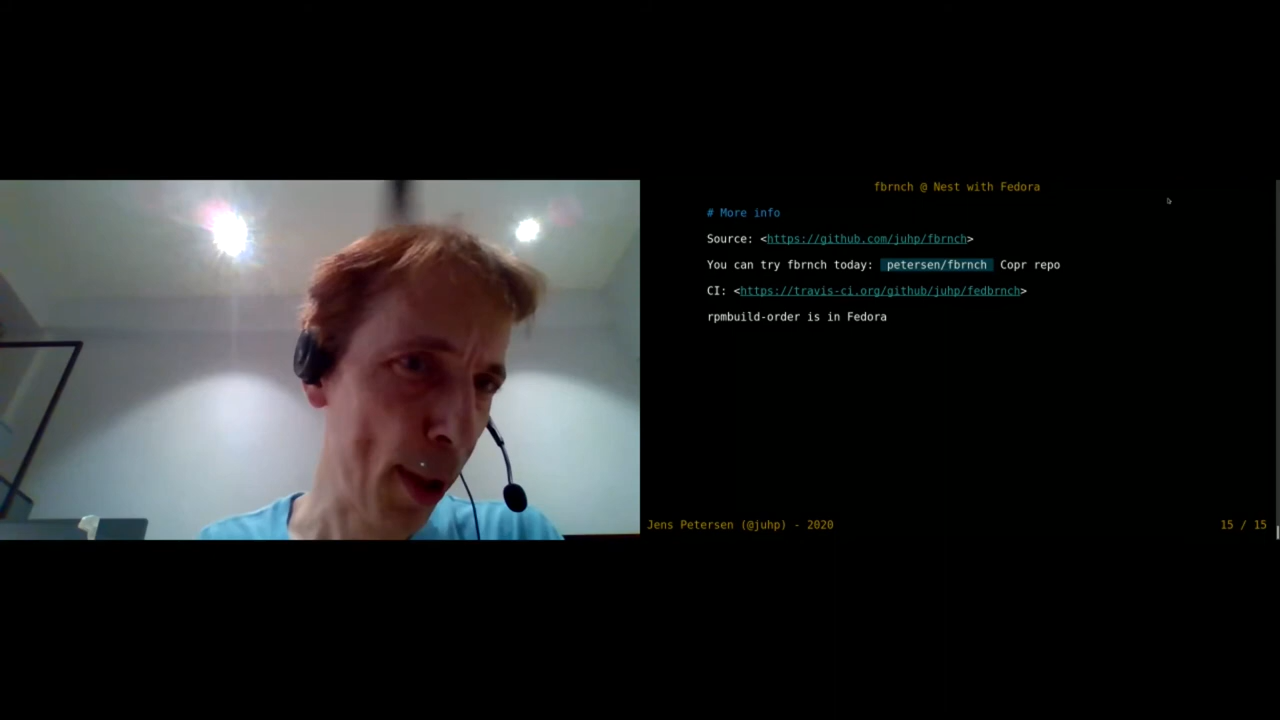 fbrnch @ Nest with Fedora
# More info
Source: <https://github.com/juhp/fbrnch>
You can try fbrnch today: petersen/fbrnch Copr repo
CI: <https://travis-ci.org/github/juhp/fedbrnch>
rpmbuild-order is in Fedora
Jens Petersen (@juhp) - 2020
15 / 15